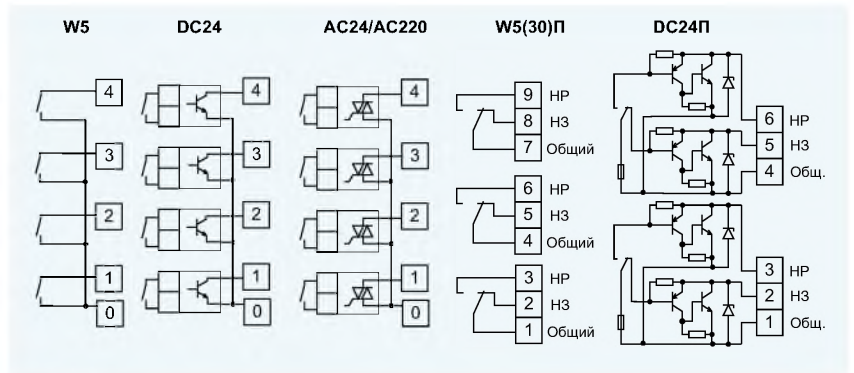 W5 DC24 AC24/AC220 W5(30)П DC24П
4
3
2
1
0
4
3
2
1
0
4
3
2
1
0
9 НР
8 НЗ
7 Общий
6 НР
5 НЗ
4 Общий
3 НР
2 НЗ
1 Общий
6 НР
5 НЗ
4 Общ.
3 НР
2 НЗ
1 Общ.